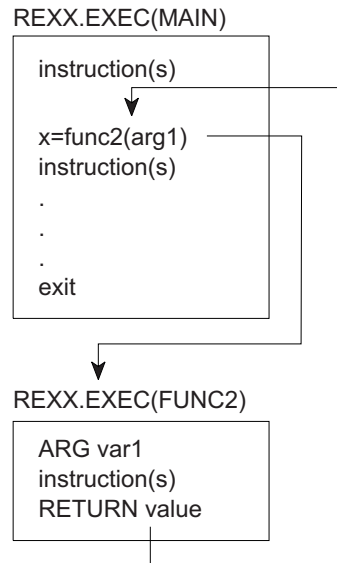 REXX.EXEC(MAIN)
instruction(s)
x=func2(arg1)
instruction(s)
.
.
.
exit
REXX.EXEC(FUNC2)
ARG var1
instruction(s)
RETURN value